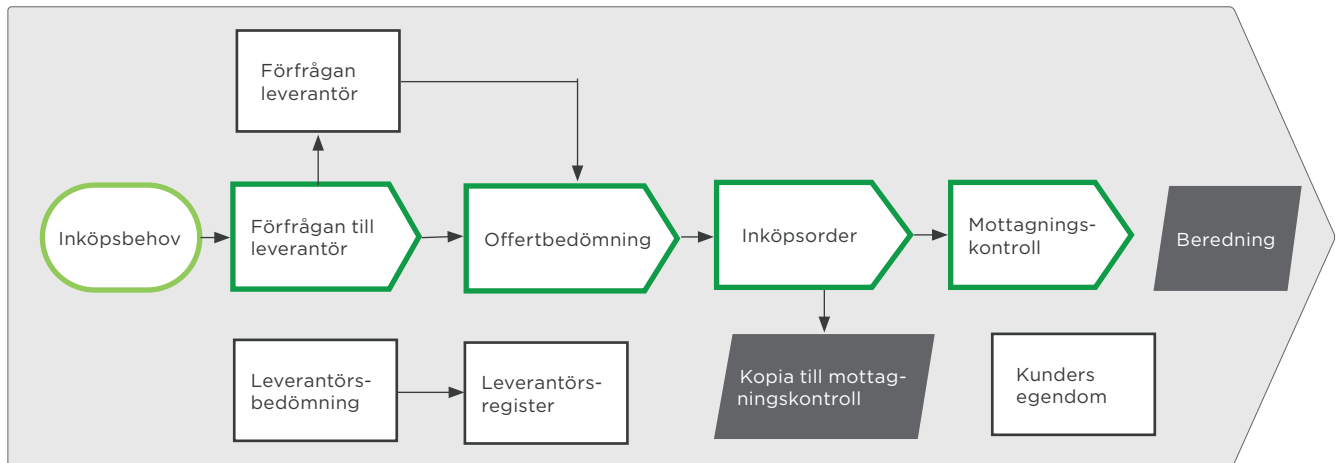 Förfrågan
leverantör
Inköpsbehov
Förfrågan till
leverantör
Offertbedömning
Inköpsorder
Mottagnings-
kontroll
Beredning
Leverantörs-
bedömning
Leverantörs-
register
Kopia till mottag-
ningskontroll
Kunders
egendom